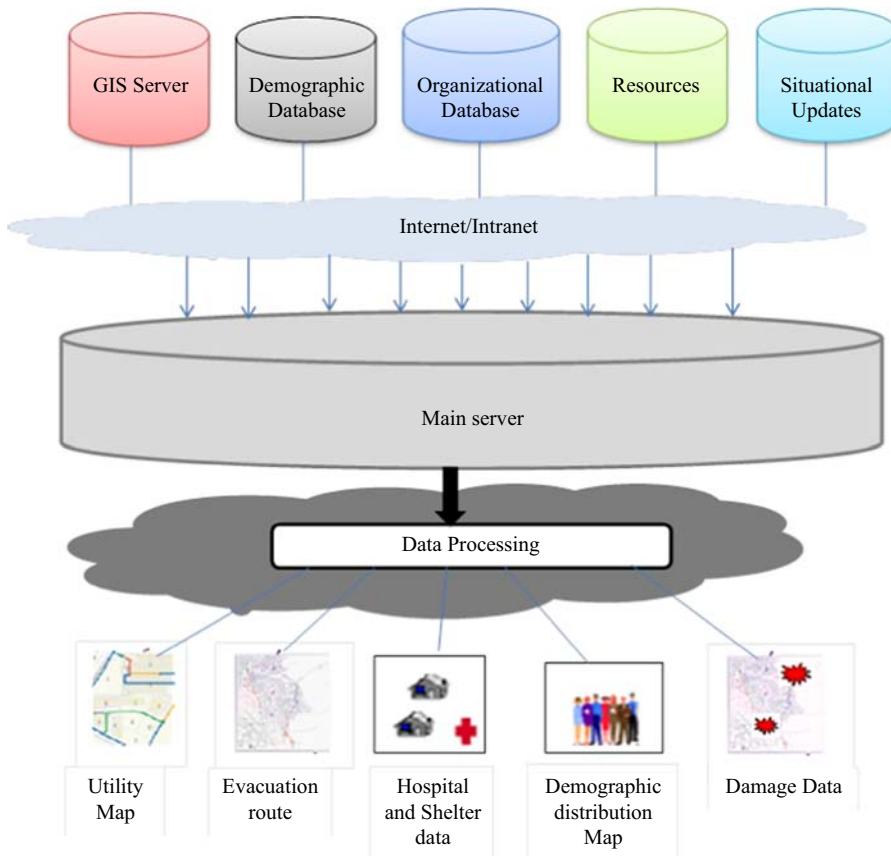 GIS Server
Demographic
Database
Organizational
Database
Resources
Situational
Updates
Internet/Intranet
Main server
Data Processing
Utility
Map
Evacuation
route
Hospital
and Shelter
data
Demographic
distribution
Map
Damage Data